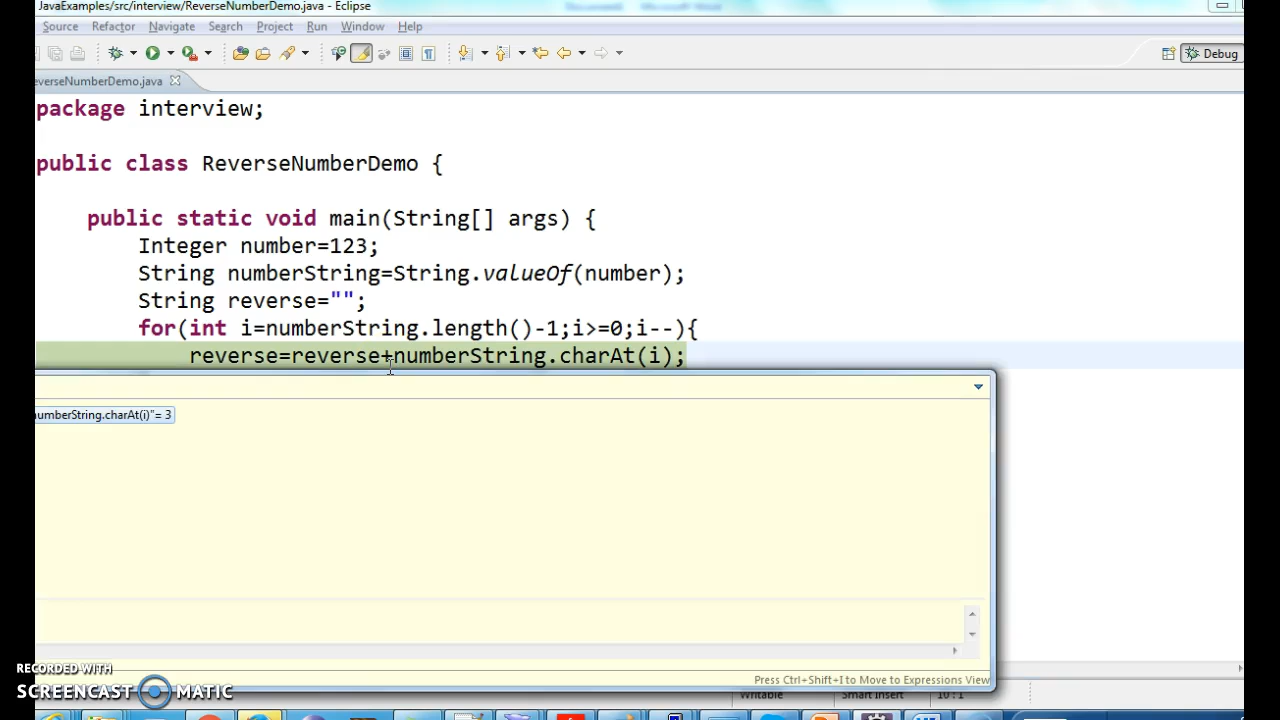 JavaExamples/src/interview/ReverseNumberDemo.java - Eclipse
Source Refactor Navigate Search Project Run Window Help
Debug
everseNumberDemo.java
package interview;
public class ReverseNumberDemo {
public static void main(String[] args) {
Integer number=123;
String numberString=String.valueOf(number);
String reverse="";
for(int i=numberString.length()-1;i>=0;i--){
reverse=reverse+numberString.charAt(i);
umberString.charAt(i)"= 3
Press Ctrl+Shift+I to Move to Expressions View
Writable Smart Insert 10 : 1
RECORDED WITH
SCREENCAST MATIC